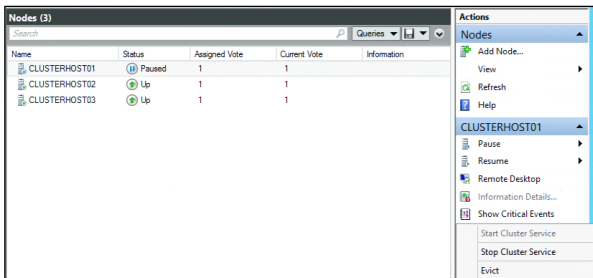 Nodes (3)
Search
Queries
Name Status Assigned Vote Current Vote Information
CLUSTERHOST01 Paused 1 1
CLUSTERHOST02 Up 1 1
CLUSTERHOST03 Up 1 1
Actions
Nodes
Add Node...
View
Refresh
Help
CLUSTERHOST01
Pause
Resume
Remote Desktop
Information Details...
Show Critical Events
Start Cluster Service
Stop Cluster Service
Evict